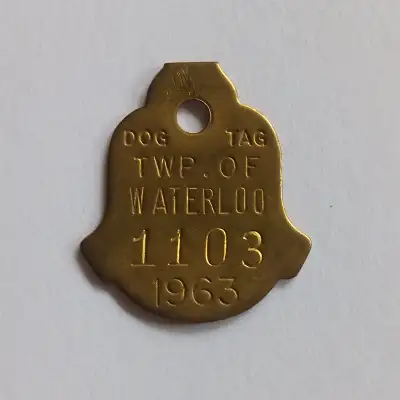 DOG TAG
TWP. OF
WATERLOO
1103
1963